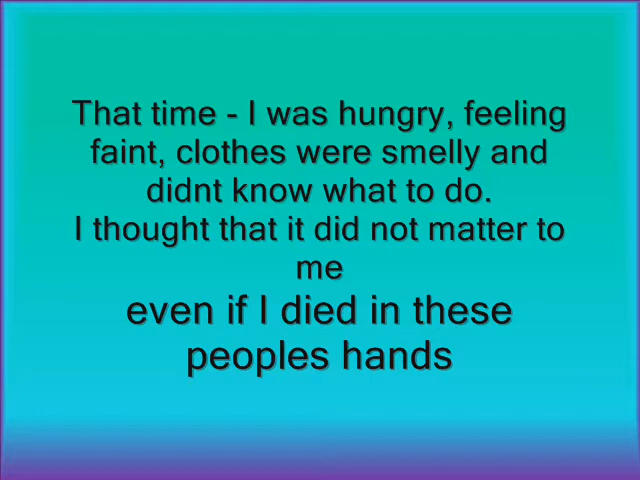 That time - I was hungry, feeling
faint, clothes were smelly and
didnt know what to do.
I thought that it did not matter to
me
even if I died in these
peoples hands